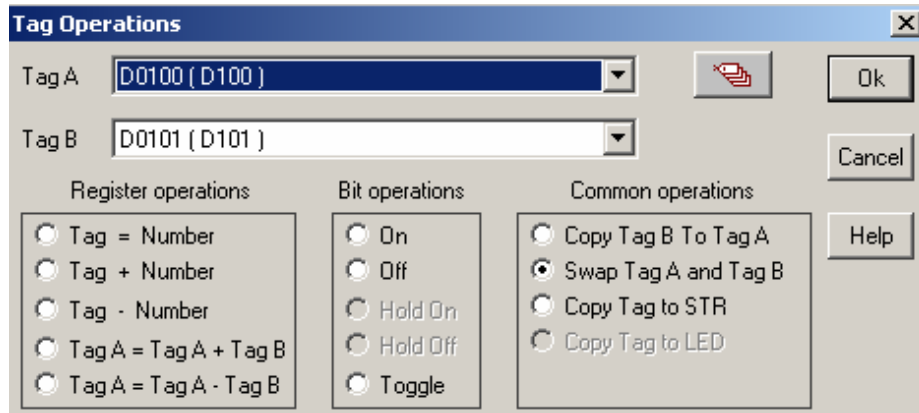 Tag Operations
Tag A D0100 ( D100 ) Ok
Tag B D0101 ( D101 ) Cancel
Register operations Bit operations Common operations
Tag = Number On Copy Tag B To Tag A Help
Tag + Number Off Swap Tag A and Tag B
Tag - Number Hold On Copy Tag to STR
Tag A = Tag A + Tag B Hold Off Copy Tag to LED
Tag A = Tag A - Tag B Toggle